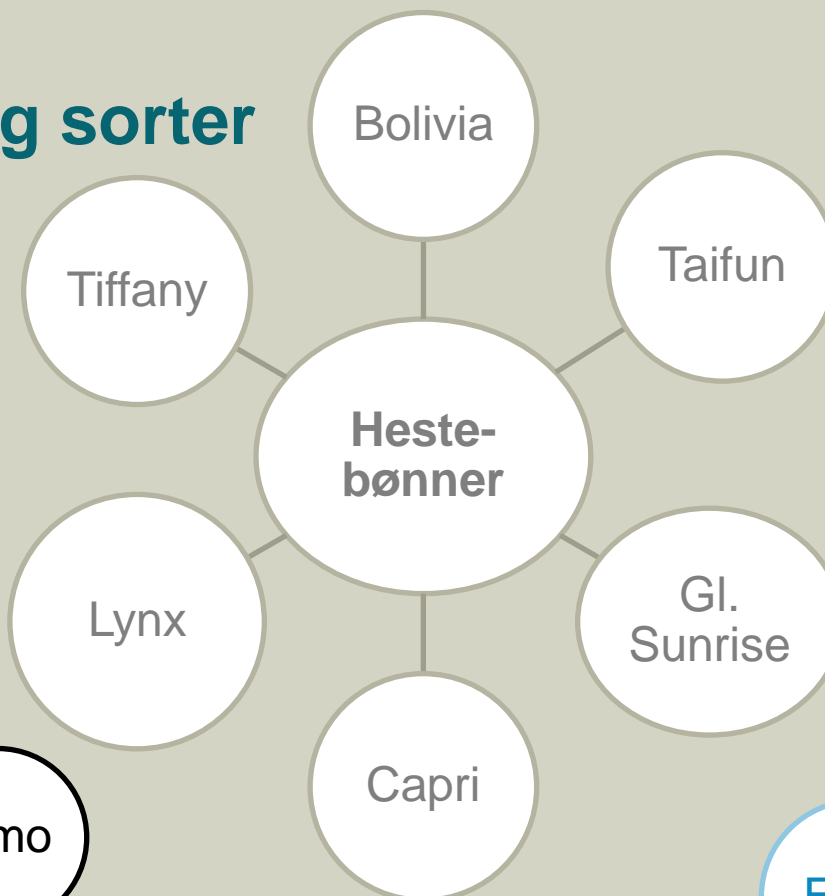 g sorter
Bolivia
Taifun
Tiffany
Heste-
bønner
Gl.
Sunrise
Lynx
Capri
mo